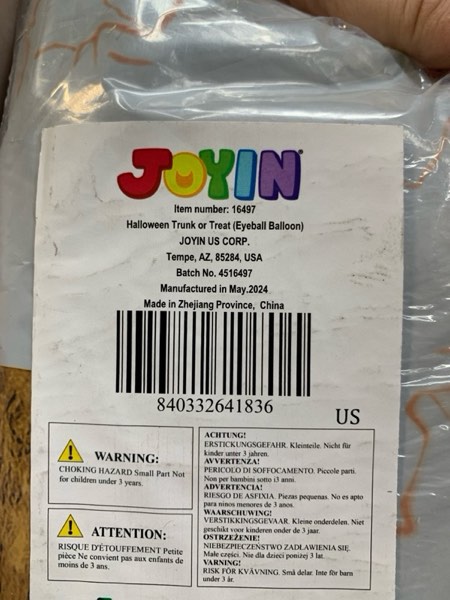 JOYIN®
Item number: 16497
Halloween Trunk or Treat (Eyeball Balloon)
JOYIN US CORP.
Tempe, AZ, 85284, USA
Batch No. 4516497
Manufactured in May.2024
Made in Zhejiang Province, China
840332641836
US
WARNING:
CHOKING HAZARD Small Part Not
for children under 3 years.
ATTENTION:
RISQUE D'ÉTOUFFEMENT Petite
pièce Ne convient pas aux enfants de
moins de 3 ans.
ACHTUNG!
ERSTICKUNGSGEFAHR. Kleinteile. Nicht für
kinder unter 3 jahren.
AVVERTENZA!
PERICOLO DI SOFFOCAMENTO. Piccole parti.
Non per bambini sotto i3 anni.
ADVERTENCIA!
RIESGO DE ASFIXIA. Piezas pequenas. No es apto
para ninos menores de 3 anos.
WAARSCHUWING!
VERSTIKKINGSGEVAAR. Kleine onderdelen. Niet
geschikt voor kinderen onder de 3 jaar.
OSTRZEŻENIE!
NIEBEZPIECZENSTWO ZADLAWIENIA SIĘ.
Małe części. Nie dla dzieci poniżej 3 lat.
VARNING!
RISK FÖR KVÄVNING. Små delar. Inte för barn
under 3 år.